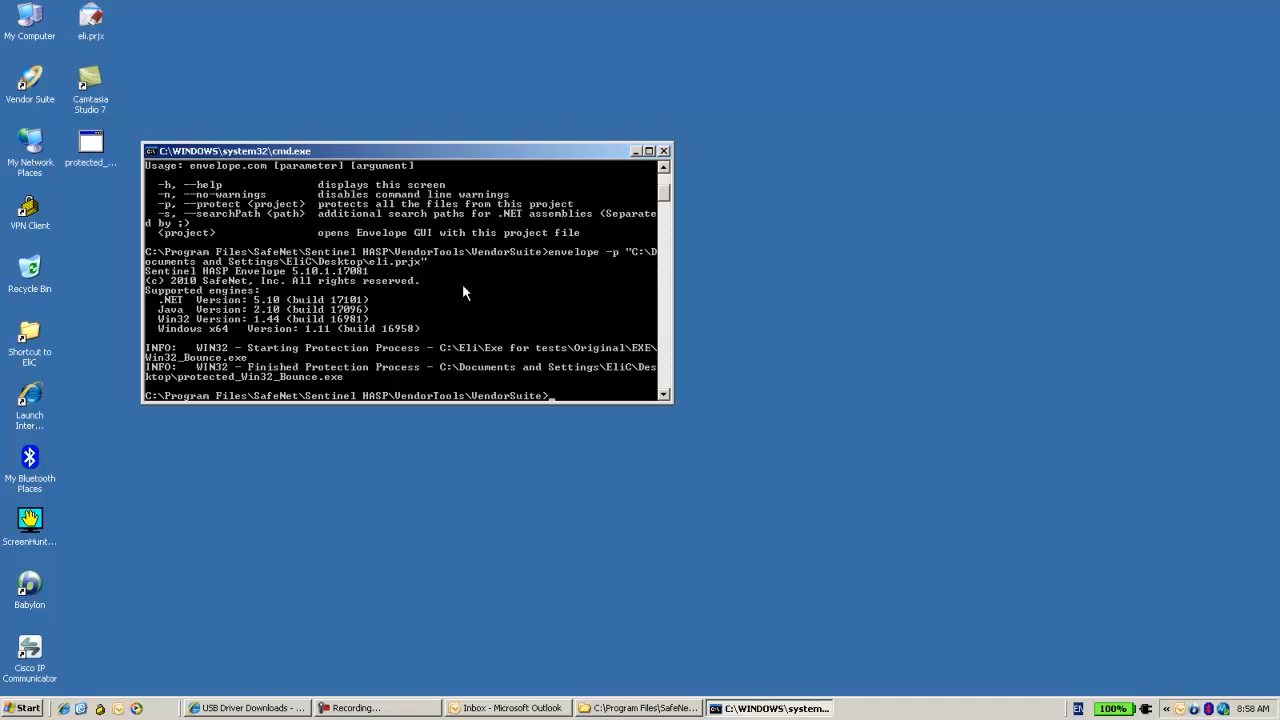 My Computer
eli.prjx
Vendor Suite
Camtasia
Studio 7
My Network
Places
protected_...
VPN Client
Recycle Bin
Shortcut to
EliC
Launch
Inter...
My Bluetooth
Places
ScreenHunt...
Babylon
Cisco IP
Communicator
C:\WINDOWS\system32\cmd.exe
Usage: envelope.com [parameter] [argument]
-h, --help displays this screen
-n, --no-warnings disables command line warnings
-p, --protect <project> protects all the files from this project
-s, --searchPath <path> additional search paths for .NET assemblies (Separate
d by ;)
<project> opens Envelope GUI with this project file
C:\Program Files\SafeNet\Sentinel HASP\VendorTools\VendorSuite>envelope -p "C:\D
ocuments and Settings\EliC\Desktop\eli.prjx"
Sentinel HASP Envelope 5.10.1.17081
(c) 2010 SafeNet, Inc. All rights reserved.
Supported engines:
.NET Version: 5.10 (build 17101)
Java Version: 2.10 (build 17096)
Win32 Version: 1.44 (build 16981)
Windows x64 Version: 1.11 (build 16958)
INFO: WIN32 - Starting Protection Process - C:\Eli\Exe for tests\Original\EXE\
Win32_Bounce.exe
INFO: WIN32 - Finished Protection Process - C:\Documents and Settings\EliC\Des
ktop\protected_Win32_Bounce.exe
C:\Program Files\SafeNet\Sentinel HASP\VendorTools\VendorSuite>_
Start
USB Driver Downloads - ...
Recording...
Inbox - Microsoft Outlook
C:\Program Files\SafeNe...
C:\WINDOWS\system...
EN
100%
8:58 AM